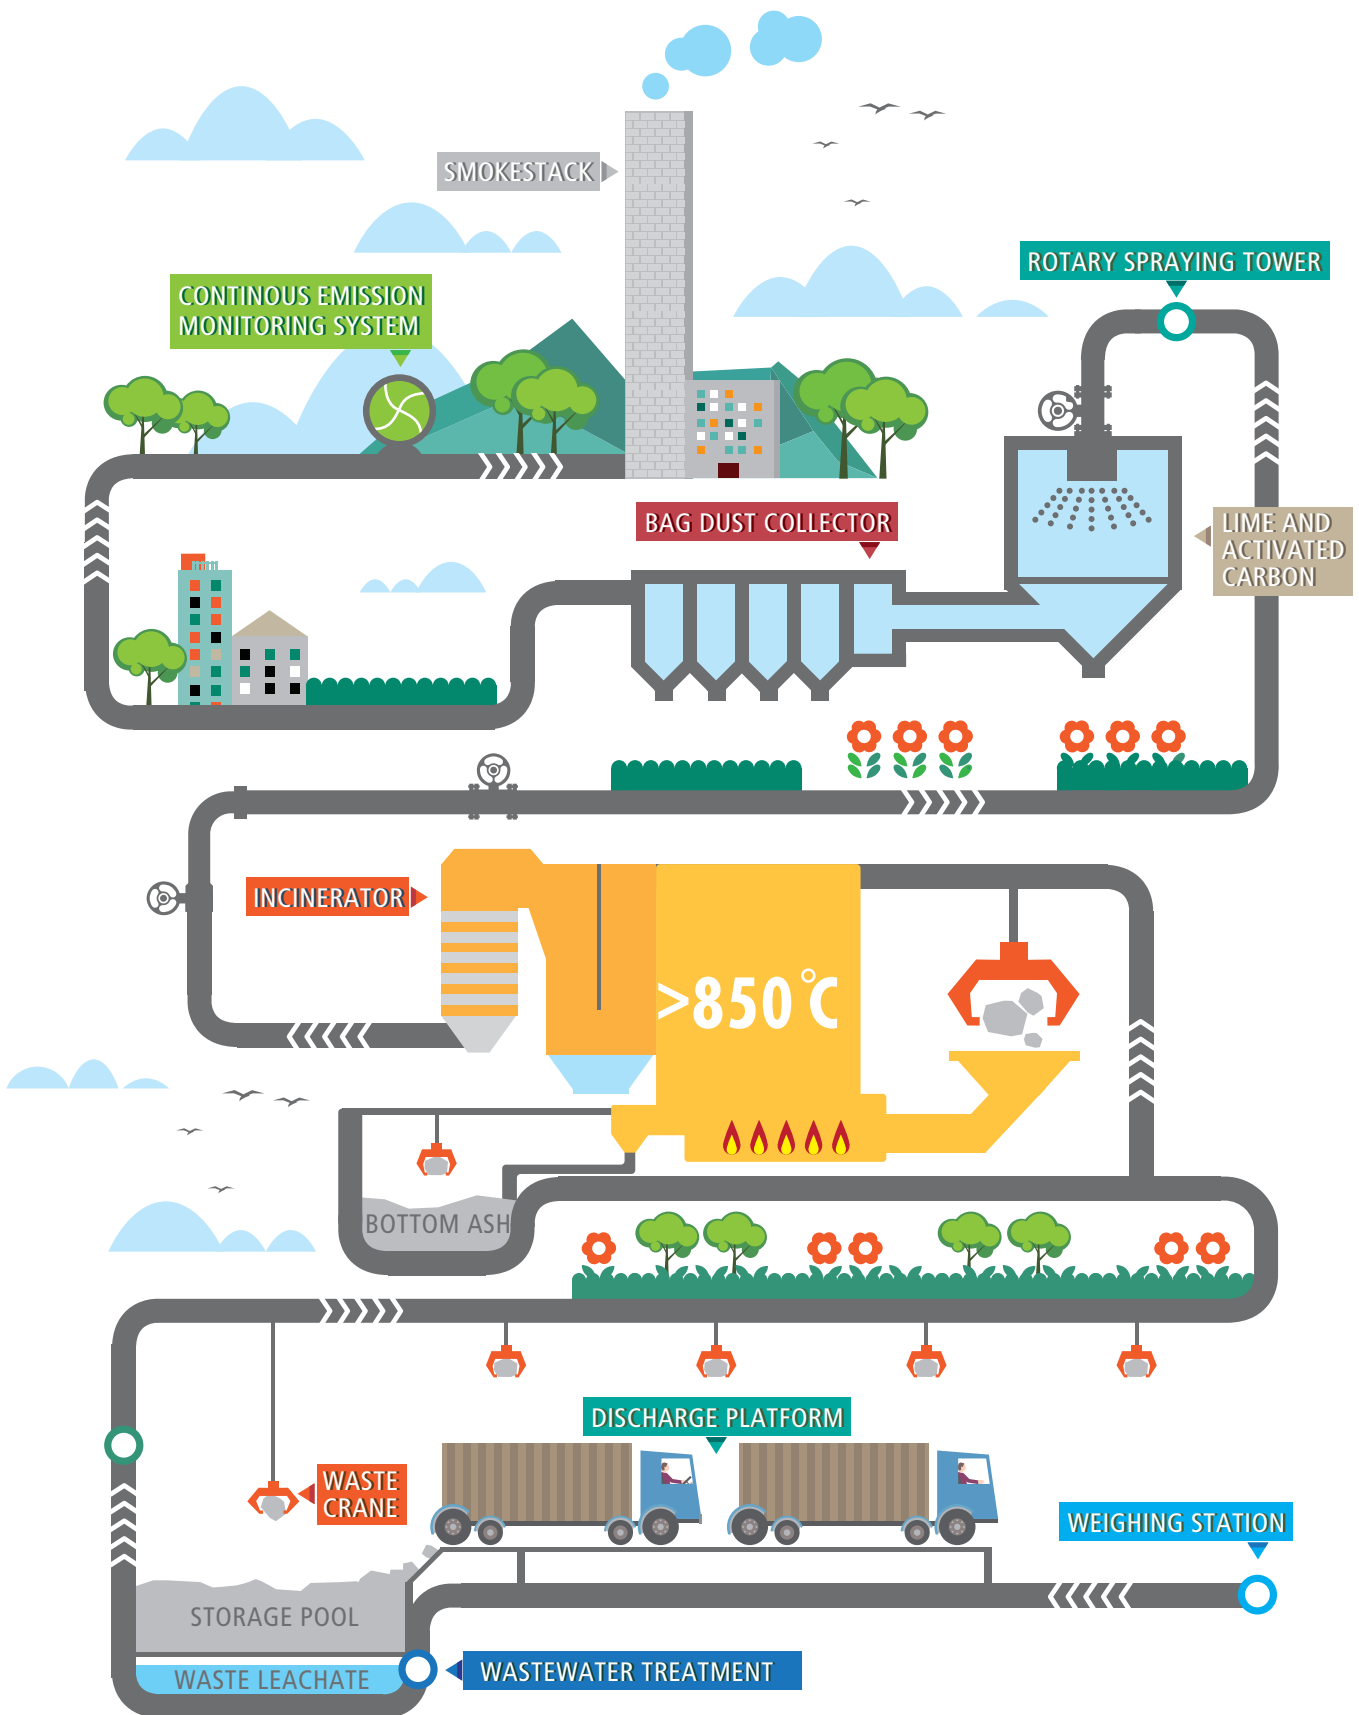 SMOKESTACK
ROTARY SPRAYING TOWER
CONTINOUS EMISSION
MONITORING SYSTEM
BAG DUST COLLECTOR
LIME AND
ACTIVATED
CARBON
INCINERATOR
>850℃
BOTTOM ASH
DISCHARGE PLATFORM
WASTE
CRANE
WEIGHING STATION
STORAGE POOL
WASTE LEACHATE
WASTEWATER TREATMENT